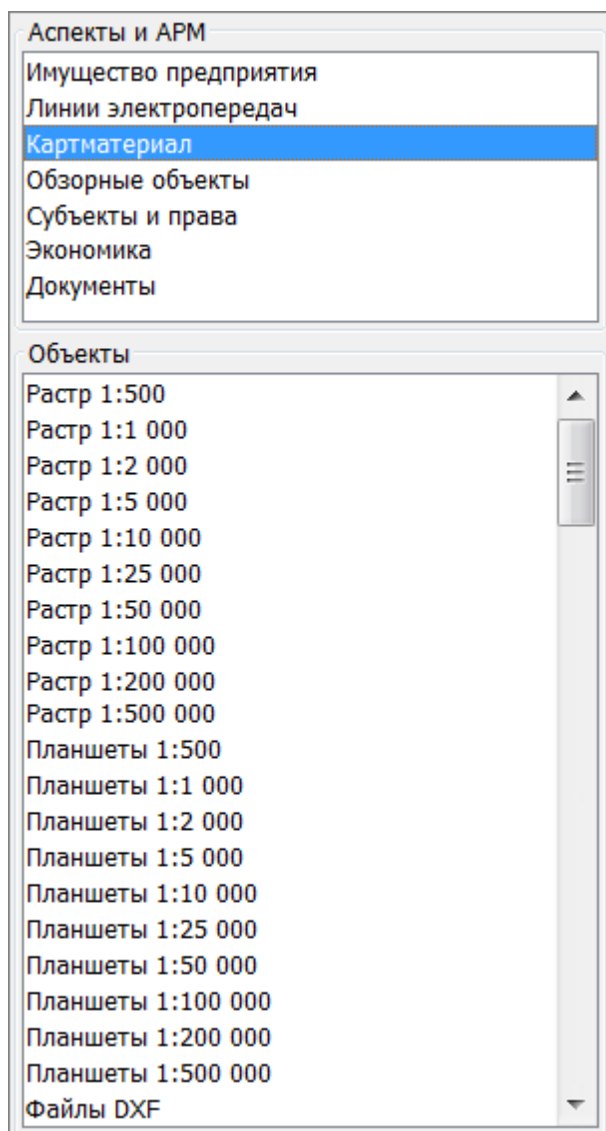 Аспекты и АРМ
Имущество предприятия
Линии электропередач
Картматериал
Обзорные объекты
Субъекты и права
Экономика
Документы
Объекты
Растр 1:500
Растр 1:1 000
Растр 1:2 000
Растр 1:5 000
Растр 1:10 000
Растр 1:25 000
Растр 1:50 000
Растр 1:100 000
Растр 1:200 000
Растр 1:500 000
Планшеты 1:500
Планшеты 1:1 000
Планшеты 1:2 000
Планшеты 1:5 000
Планшеты 1:10 000
Планшеты 1:25 000
Планшеты 1:50 000
Планшеты 1:100 000
Планшеты 1:200 000
Планшеты 1:500 000
Файлы DXF